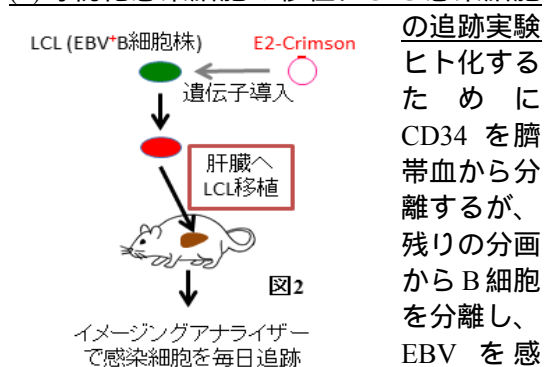 の追跡実験
LCL (EBV⁺B細胞株)
E2-Crimson
遺伝子導入
肝臓へ
LCL移植
図2
イメージングアナライザー
で感染細胞を毎日追跡
ヒト化する
ために
CD34 を臍
帯血から分
離するが、
残りの分画
から B 細胞
を分離し、
EBV を感